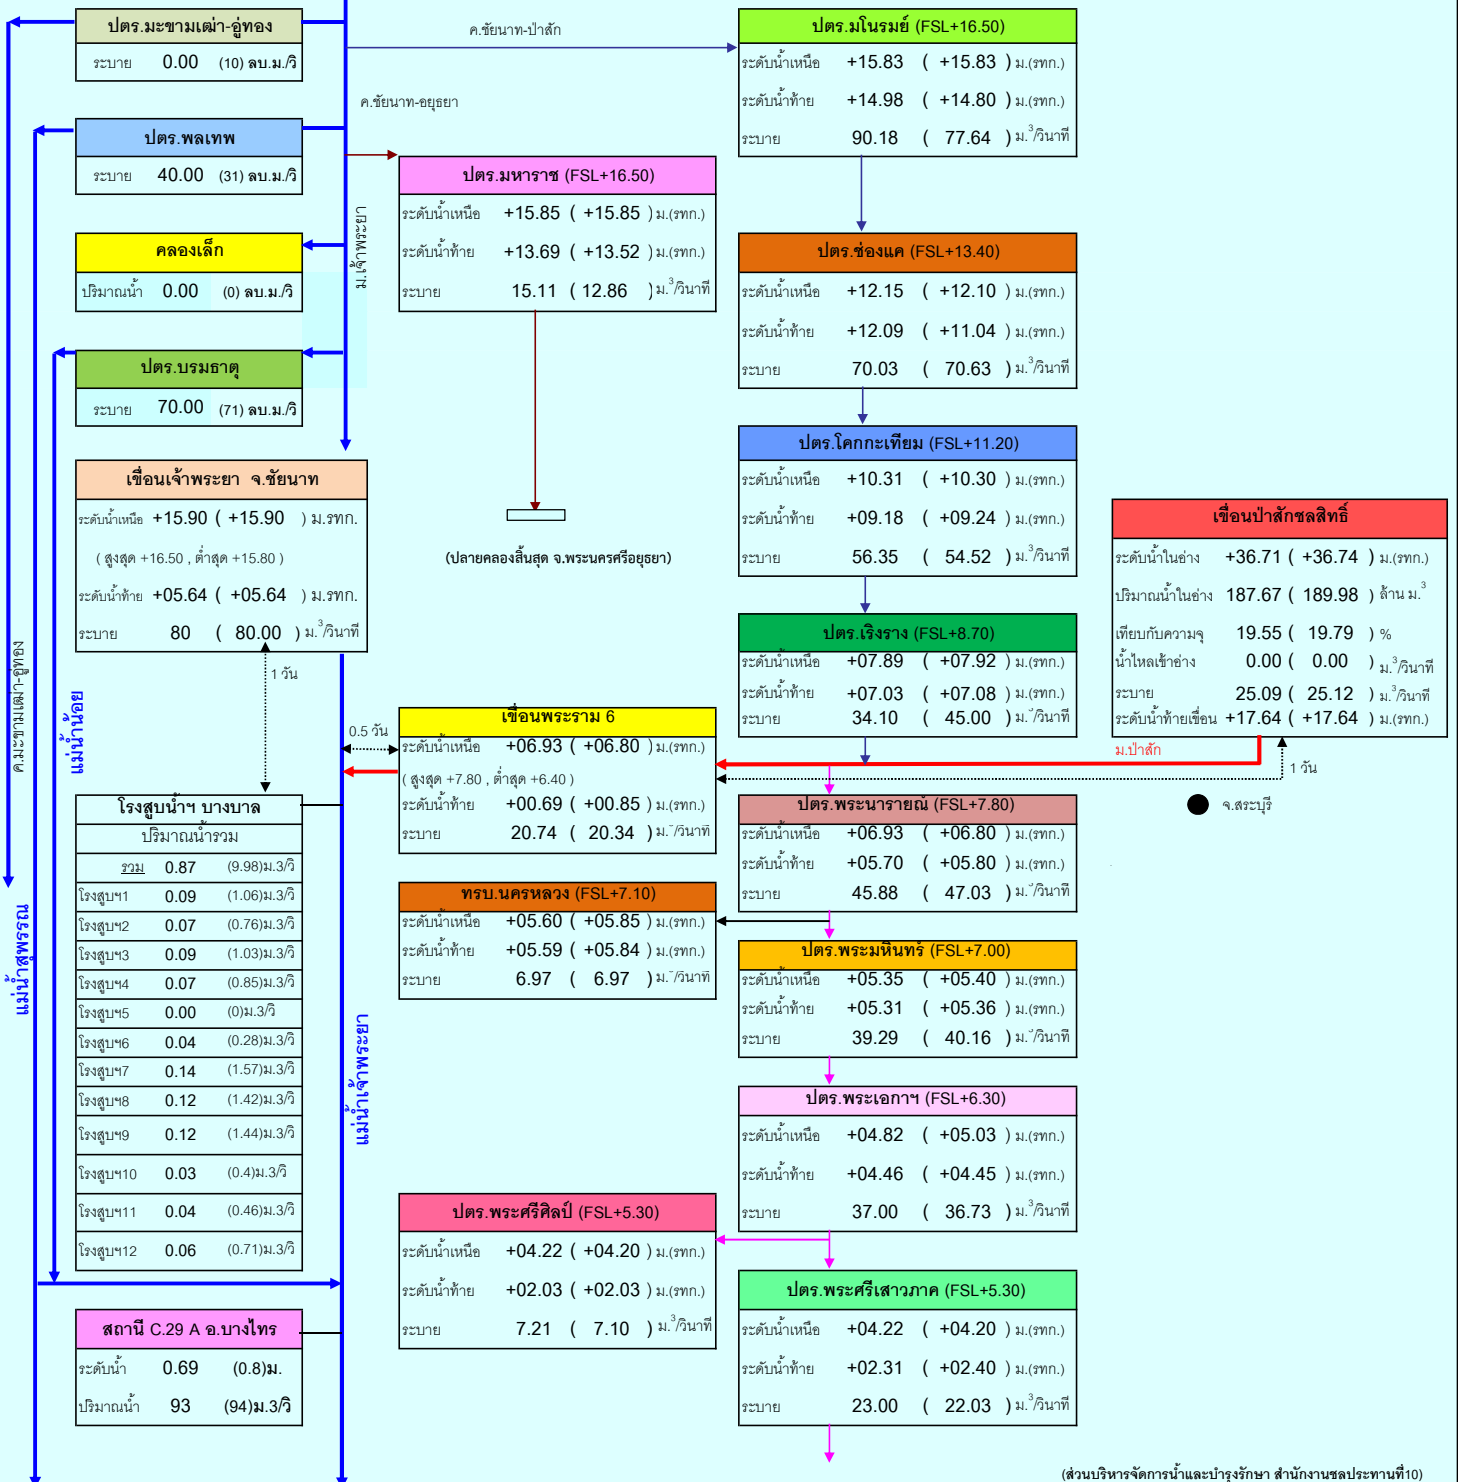 ปตร.มะขามเฒ่า-อู่ทอง
ระบาย 0.00 (10) ลบ.ม./วิ
ค.ชัยนาท-ป่าสัก
ปตร.มโนรมย์ (FSL+16.50)
ระดับน้ำเหนือ +15.83 ( +15.83 ) ม.(รทก.)
ระดับน้ำท้าย +14.98 ( +14.80 ) ม.(รทก.)
ระบาย 90.18 ( 77.64 ) ม.³/วินาที
ค.ชัยนาท-อยุธยา
ปตร.พลเทพ
ระบาย 40.00 (31) ลบ.ม./วิ
ปตร.มหาราช (FSL+16.50)
ระดับน้ำเหนือ +15.85 ( +15.85 ) ม.(รทก.)
ระดับน้ำท้าย +13.69 ( +13.52 ) ม.(รทก.)
ระบาย 15.11 ( 12.86 ) ม.³/วินาที
ม.เจ้าพระยา
คลองเล็ก
ปริมาณน้ำ 0.00 (0) ลบ.ม./วิ
ปตร.ช่องแค (FSL+13.40)
ระดับน้ำเหนือ +12.15 ( +12.10 ) ม.(รทก.)
ระดับน้ำท้าย +12.09 ( +11.04 ) ม.(รทก.)
ระบาย 70.03 ( 70.63 ) ม.³/วินาที
ปตร.บรมธาตุ
ระบาย 70.00 (71) ลบ.ม./วิ
ปตร.โคกกะเทียม (FSL+11.20)
ระดับน้ำเหนือ +10.31 ( +10.30 ) ม.(รทก.)
ระดับน้ำท้าย +09.18 ( +09.24 ) ม.(รทก.)
ระบาย 56.35 ( 54.52 ) ม.³/วินาที
เขื่อนเจ้าพระยา จ.ชัยนาท
ระดับน้ำเหนือ +15.90 ( +15.90 ) ม.รทก.
( สูงสุด +16.50 , ต่ำสุด +15.80 )
ระดับน้ำท้าย +05.64 ( +05.64 ) ม.รทก.
ระบาย 80 ( 80.00 ) ม.³/วินาที
(ปลายคลองสิ้นสุด จ.พระนครศรีอยุธยา)
เขื่อนป่าสักชลสิทธิ์
ระดับน้ำในอ่าง +36.71 ( +36.74 ) ม.(รทก.)
ปริมาณน้ำในอ่าง 187.67 ( 189.98 ) ล้าน ม.³
เทียบกับความจุ 19.55 ( 19.79 ) %
น้ำไหลเข้าอ่าง 0.00 ( 0.00 ) ม.³/วินาที
ระบาย 25.09 ( 25.12 ) ม.³/วินาที
ระดับน้ำท้ายเขื่อน +17.64 ( +17.64 ) ม.(รทก.)
ปตร.เริงราง (FSL+8.70)
ระดับน้ำเหนือ +07.89 ( +07.92 ) ม.(รทก.)
ระดับน้ำท้าย +07.03 ( +07.08 ) ม.(รทก.)
ระบาย 34.10 ( 45.00 ) ม.³/วินาที
ค.มะขามเฒ่า-อู่ทอง
แม่น้ำน้อย
1 วัน
0.5 วัน
เขื่อนพระราม 6
ระดับน้ำเหนือ +06.93 ( +06.80 ) ม.(รทก.)
( สูงสุด +7.80 , ต่ำสุด +6.40 )
ระดับน้ำท้าย +00.69 ( +00.85 ) ม.(รทก.)
ระบาย 20.74 ( 20.34 ) ม.³/วินาที
ม.ป่าสัก
1 วัน
จ.สระบุรี
ปตร.พระนารายณ์ (FSL+7.80)
ระดับน้ำเหนือ +06.93 ( +06.80 ) ม.(รทก.)
ระดับน้ำท้าย +05.70 ( +05.80 ) ม.(รทก.)
ระบาย 45.88 ( 47.03 ) ม.³/วินาที
โรงสูบน้ำฯ บางบาล
ปริมาณน้ำรวม
รวม 0.87 (9.98)ม.3/วิ
โรงสูบฯ1 0.09 (1.06)ม.3/วิ
โรงสูบฯ2 0.07 (0.76)ม.3/วิ
โรงสูบฯ3 0.09 (1.03)ม.3/วิ
โรงสูบฯ4 0.07 (0.85)ม.3/วิ
โรงสูบฯ5 0.00 (0)ม.3/วิ
โรงสูบฯ6 0.04 (0.28)ม.3/วิ
โรงสูบฯ7 0.14 (1.57)ม.3/วิ
โรงสูบฯ8 0.12 (1.42)ม.3/วิ
โรงสูบฯ9 0.12 (1.44)ม.3/วิ
โรงสูบฯ10 0.03 (0.4)ม.3/วิ
โรงสูบฯ11 0.04 (0.46)ม.3/วิ
โรงสูบฯ12 0.06 (0.71)ม.3/วิ
ทรบ.นครหลวง (FSL+7.10)
ระดับน้ำเหนือ +05.60 ( +05.85 ) ม.(รทก.)
ระดับน้ำท้าย +05.59 ( +05.84 ) ม.(รทก.)
ระบาย 6.97 ( 6.97 ) ม.³/วินาที
ปตร.พระมหินทร์ (FSL+7.00)
ระดับน้ำเหนือ +05.35 ( +05.40 ) ม.(รทก.)
ระดับน้ำท้าย +05.31 ( +05.36 ) ม.(รทก.)
ระบาย 39.29 ( 40.16 ) ม.³/วินาที
แม่น้ำสุพรรณ
แม่น้ำเจ้าพระยา
ปตร.พระเอกาฯ (FSL+6.30)
ระดับน้ำเหนือ +04.82 ( +05.03 ) ม.(รทก.)
ระดับน้ำท้าย +04.46 ( +04.45 ) ม.(รทก.)
ระบาย 37.00 ( 36.73 ) ม.³/วินาที
ปตร.พระศรีศิลป์ (FSL+5.30)
ระดับน้ำเหนือ +04.22 ( +04.20 ) ม.(รทก.)
ระดับน้ำท้าย +02.03 ( +02.03 ) ม.(รทก.)
ระบาย 7.21 ( 7.10 ) ม.³/วินาที
ปตร.พระศรีเสาวภาค (FSL+5.30)
ระดับน้ำเหนือ +04.22 ( +04.20 ) ม.(รทก.)
ระดับน้ำท้าย +02.31 ( +02.40 ) ม.(รทก.)
ระบาย 23.00 ( 22.03 ) ม.³/วินาที
สถานี C.29 A อ.บางไทร
ระดับน้ำ 0.69 (0.8)ม.
ปริมาณน้ำ 93 (94)ม.3/วิ
(ส่วนบริหารจัดการน้ำและบำรุงรักษา สำนักงานชลประทานที่10)